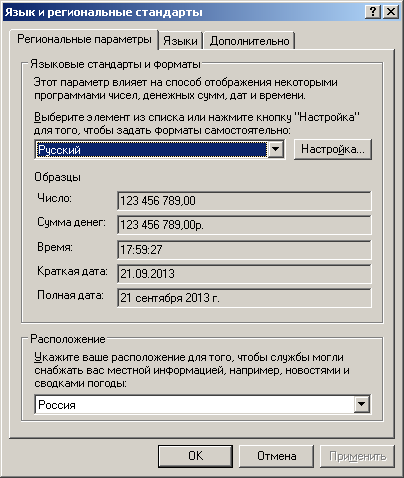 Язык и региональные стандарты
Региональные параметры Языки Дополнительно
Языковые стандарты и форматы
Этот параметр влияет на способ отображения некоторыми
программами чисел, денежных сумм, дат и времени.
Выберите элемент из списка или нажмите кнопку "Настройка"
для того, чтобы задать форматы самостоятельно:
Русский Настройка...
Образцы
Число: 123 456 789,00
Сумма денег: 123 456 789,00р.
Время: 17:59:27
Краткая дата: 21.09.2013
Полная дата: 21 сентября 2013 г.
Расположение
Укажите ваше расположение для того, чтобы службы могли
снабжать вас местной информацией, например, новостями и
сводками погоды:
Россия
OK Отмена Применить